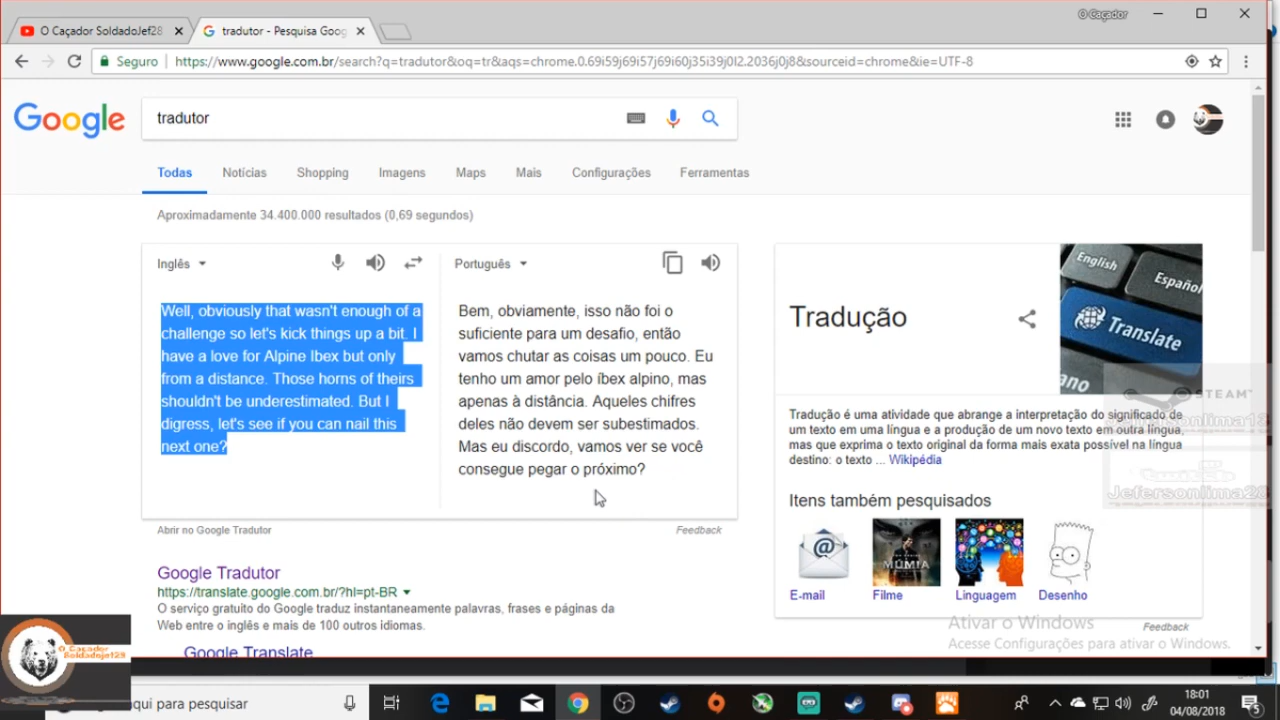 O Caçador
O Caçador SoldadoJef28
tradutor - Pesquisa Goog
Seguro
https://www.google.com.br/search?q=tradutor&oq=tr&aqs=chrome.0.69i59j69i57j69i60j35i39j0l2.2036j0j8&sourceid=chrome&ie=UTF-8
Google
tradutor
Todas
Notícias
Shopping
Imagens
Maps
Mais
Configurações
Ferramentas
Aproximadamente 34.400.000 resultados (0,69 segundos)
Inglês
Well, obviously that wasn't enough of a
challenge so let's kick things up a bit. I
have a love for Alpine Ibex but only
from a distance. Those horns of theirs
shouldn't be underestimated. But I
digress, let's see if you can nail this
next one?
Português
Bem, obviamente, isso não foi o
suficiente para um desafio, então
vamos chutar as coisas um pouco. Eu
tenho um amor pelo íbex alpino, mas
apenas à distância. Aqueles chifres
deles não devem ser subestimados.
Mas eu discordo, vamos ver se você
consegue pegar o próximo?
Abrir no Google Tradutor
Feedback
Google Tradutor
https://translate.google.com.br/?hl=pt-BR
O serviço gratuito do Google traduz instantaneamente palavras, frases e páginas da
Web entre o inglês e mais de 100 outros idiomas.
Google Translate
Tradução
English
Español
Translate
ano
STEAM
Jefersonlima28
Tradução é uma atividade que abrange a interpretação do significado de
um texto em uma língua e a produção de um novo texto em outra língua,
mas que exprima o texto original da forma mais exata possível na língua
destino: o texto ... Wikipédia
Itens também pesquisados
MÚMIA
E-mail
Filme
Linguagem
Desenho
Feedback
Ativar o Windows
Acesse Configurações para ativar o Windows.
O Caçador
Soldadojef29
qui para pesquisar
18:01
04/08/2018
5